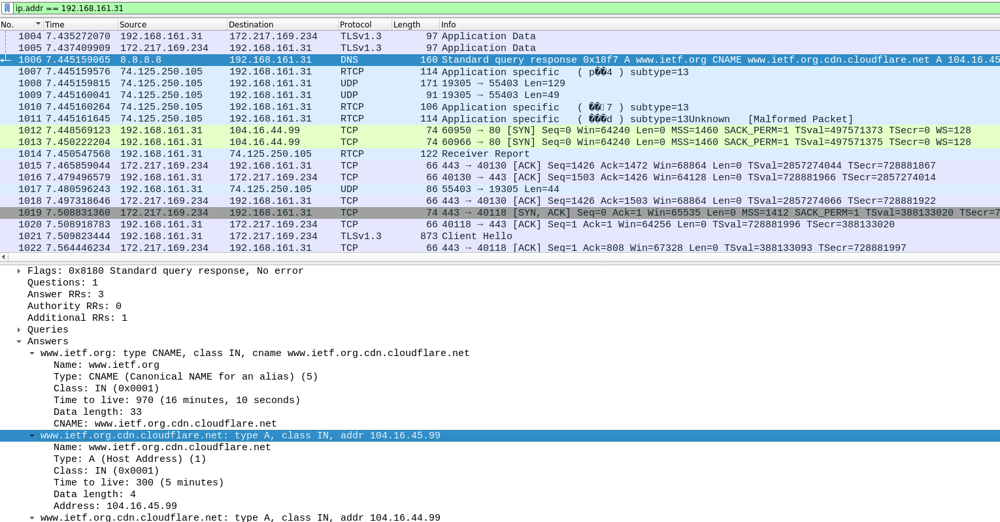 ip.addr == 192.168.161.31
No. Time Source Destination Protocol Length Info
1004 7.435272070 192.168.161.31 172.217.169.234 TLSv1.3 97 Application Data
1005 7.437409909 172.217.169.234 192.168.161.31 TLSv1.3 97 Application Data
1006 7.445159065 8.8.8.8 192.168.161.31 DNS 160 Standard query response 0x18f7 A www.ietf.org CNAME www.ietf.org.cdn.cloudflare.net A 104.16.45
1007 7.445159576 74.125.250.105 192.168.161.31 RTCP 114 Application specific ( p��4 ) subtype=13
1008 7.445159815 74.125.250.105 192.168.161.31 UDP 171 19305 → 55403 Len=129
1009 7.445160041 74.125.250.105 192.168.161.31 UDP 91 19305 → 55403 Len=49
1010 7.445160264 74.125.250.105 192.168.161.31 RTCP 106 Application specific ( ��7 ) subtype=13
1011 7.445161645 74.125.250.105 192.168.161.31 RTCP 114 Application specific ( ���d ) subtype=13Unknown [Malformed Packet]
1012 7.448569123 192.168.161.31 104.16.44.99 TCP 74 60950 → 80 [SYN] Seq=0 Win=64240 Len=0 MSS=1460 SACK_PERM=1 TSval=497571373 TSecr=0 WS=128
1013 7.450222204 192.168.161.31 104.16.44.99 TCP 74 60966 → 80 [SYN] Seq=0 Win=64240 Len=0 MSS=1460 SACK_PERM=1 TSval=497571375 TSecr=0 WS=128
1014 7.450547568 192.168.161.31 74.125.250.105 RTCP 122 Receiver Report
1015 7.465859044 172.217.169.234 192.168.161.31 TCP 66 443 → 40130 [ACK] Seq=1426 Ack=1472 Win=68864 Len=0 TSval=2857274044 TSecr=728881867
1016 7.479496579 192.168.161.31 172.217.169.234 TCP 66 40130 → 443 [ACK] Seq=1503 Ack=1426 Win=64128 Len=0 TSval=728881966 TSecr=2857274014
1017 7.480596243 192.168.161.31 74.125.250.105 UDP 86 55403 → 19305 Len=44
1018 7.497318646 172.217.169.234 192.168.161.31 TCP 66 443 → 40130 [ACK] Seq=1426 Ack=1503 Win=68864 Len=0 TSval=2857274066 TSecr=728881922
1019 7.508831360 172.217.169.234 192.168.161.31 TCP 74 443 → 40118 [SYN, ACK] Seq=0 Ack=1 Win=65535 Len=0 MSS=1412 SACK_PERM=1 TSval=388133020 TSecr=7
1020 7.508918783 192.168.161.31 172.217.169.234 TCP 66 40118 → 443 [ACK] Seq=1 Ack=1 Win=64256 Len=0 TSval=728881996 TSecr=388133020
1021 7.509823444 192.168.161.31 172.217.169.234 TLSv1.3 873 Client Hello
1022 7.564446234 172.217.169.234 192.168.161.31 TCP 66 443 → 40118 [ACK] Seq=1 Ack=808 Win=67328 Len=0 TSval=388133093 TSecr=728881997
Flags: 0x8180 Standard query response, No error
Questions: 1
Answer RRs: 3
Authority RRs: 0
Additional RRs: 1
Queries
Answers
www.ietf.org: type CNAME, class IN, cname www.ietf.org.cdn.cloudflare.net
Name: www.ietf.org
Type: CNAME (Canonical NAME for an alias) (5)
Class: IN (0x0001)
Time to live: 970 (16 minutes, 10 seconds)
Data length: 33
CNAME: www.ietf.org.cdn.cloudflare.net
www.ietf.org.cdn.cloudflare.net: type A, class IN, addr 104.16.45.99
Name: www.ietf.org.cdn.cloudflare.net
Type: A (Host Address) (1)
Class: IN (0x0001)
Time to live: 300 (5 minutes)
Data length: 4
Address: 104.16.45.99
www.ietf.org.cdn.cloudflare.net: type A, class IN, addr 104.16.44.99